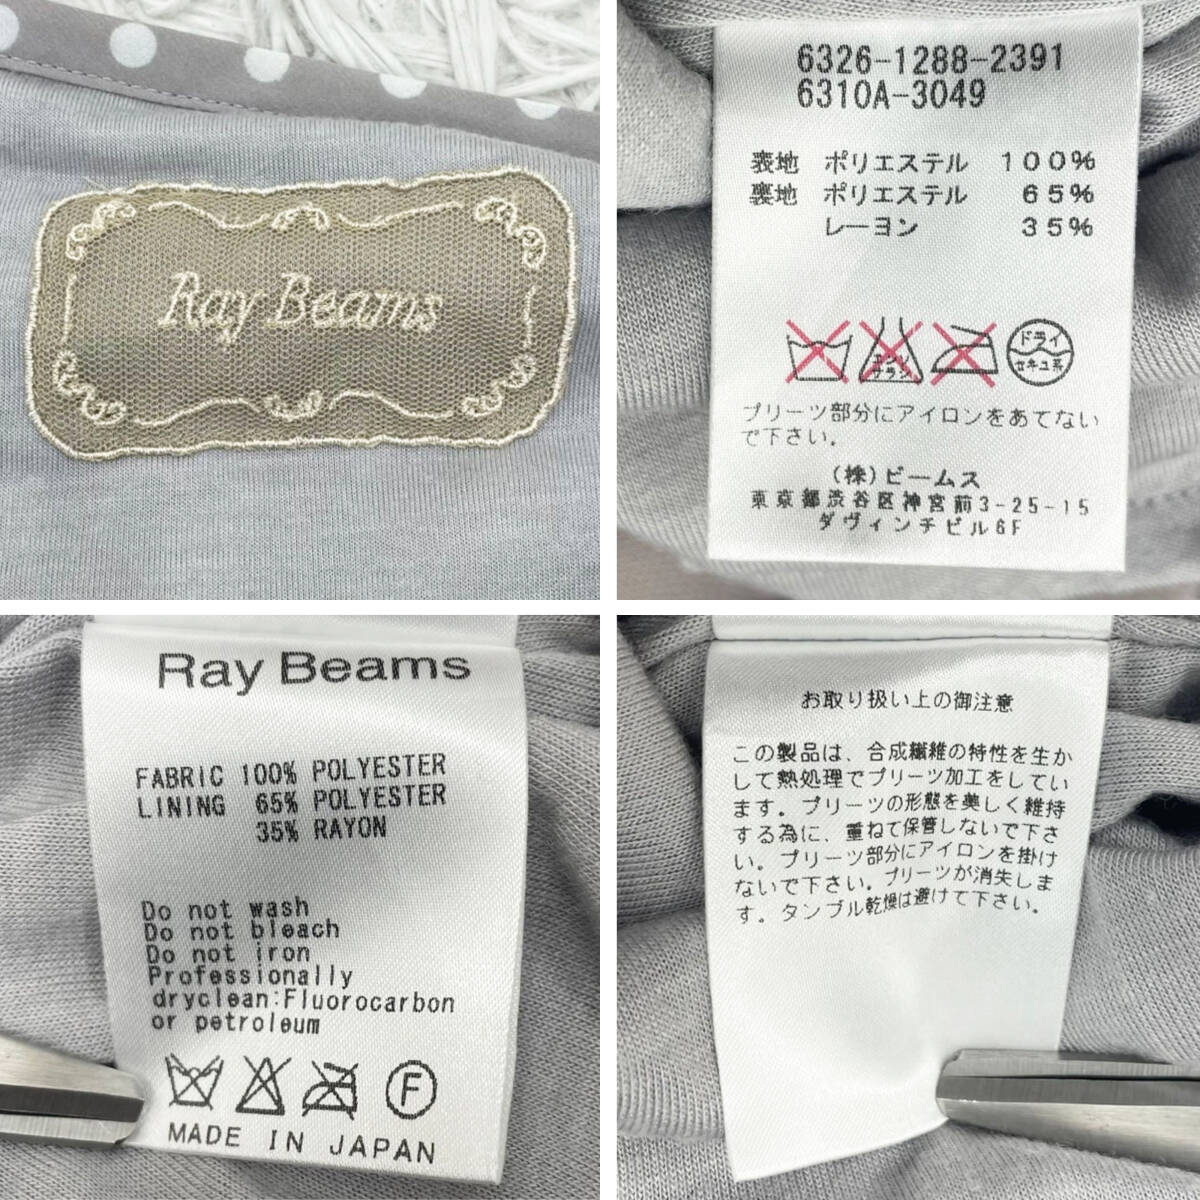 Ray Beams
6326-1288-2391
6310A-3049
表地 ポリエステル 100%
裏地 ポリエステル 65%
レーヨン 35%
エンソ
サラシ
ドライ
セキユ系
プリーツ部分にアイロンをあてない
で下さい。
(株)ビームス
東京都渋谷区神宮前3-25-15
ダヴィンチビル6F
Ray Beams
FABRIC 100% POLYESTER
LINING 65% POLYESTER
35% RAYON
Do not wash
Do not bleach
Do not iron
Professionally
dryclean:Fluorocarbon
or petroleum
F
MADE IN JAPAN
お取り扱い上の御注意
この製品は、合成繊維の特性を生か
して熱処理でプリーツ加工をしてい
ます。プリーツの形態を美しく維持
する為に、重ねて保管しないで下さ
い。プリーツ部分にアイロンを掛け
ないで下さい。プリーツが消失しま
す。タンブル乾燥は避けて下さい。